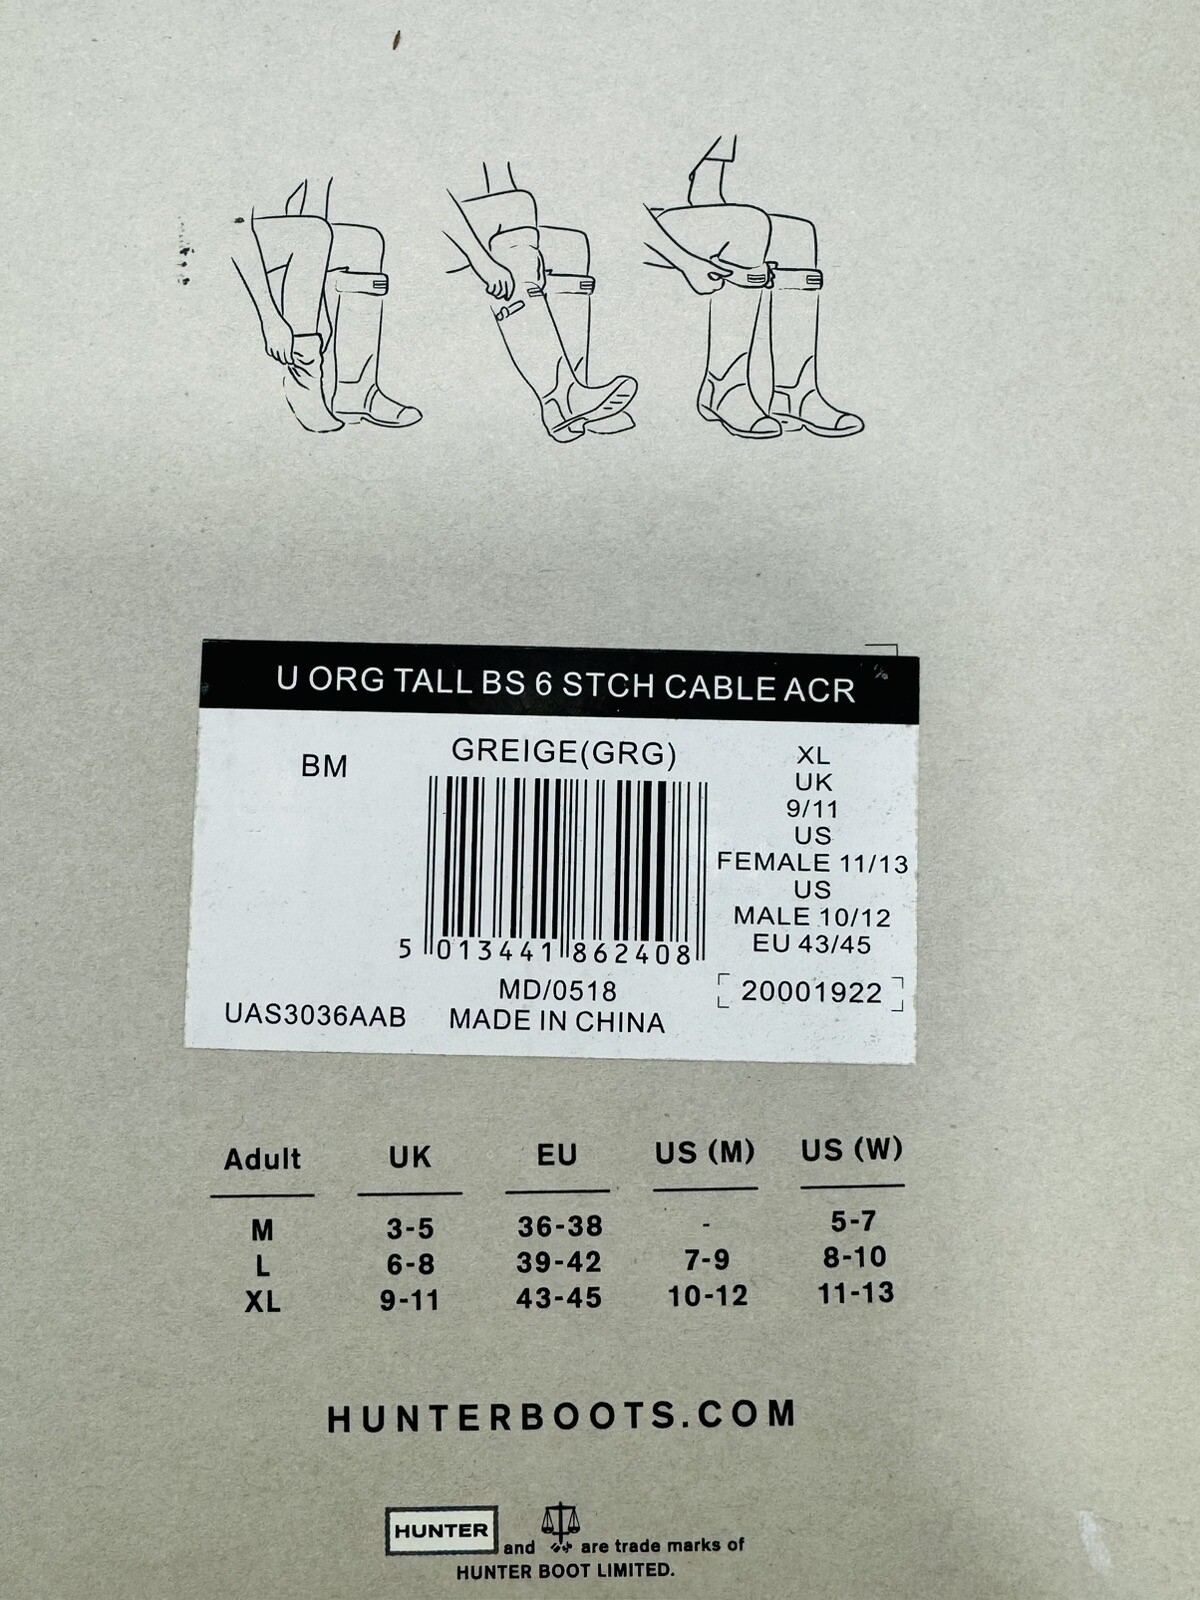 U ORG TALL BS 6 STCH CABLE ACR
BM
GREIGE(GRG)
5 013441 862408
MD/0518
UAS3036AAB
MADE IN CHINA
XL
UK
9/11
US
FEMALE 11/13
US
MALE 10/12
EU 43/45
20001922
Adult UK EU US (M) US (W)
M 3-5 36-38 - 5-7
L 6-8 39-42 7-9 8-10
XL 9-11 43-45 10-12 11-13
HUNTERBOOTS.COM
HUNTER and are trade marks of
HUNTER BOOT LIMITED.